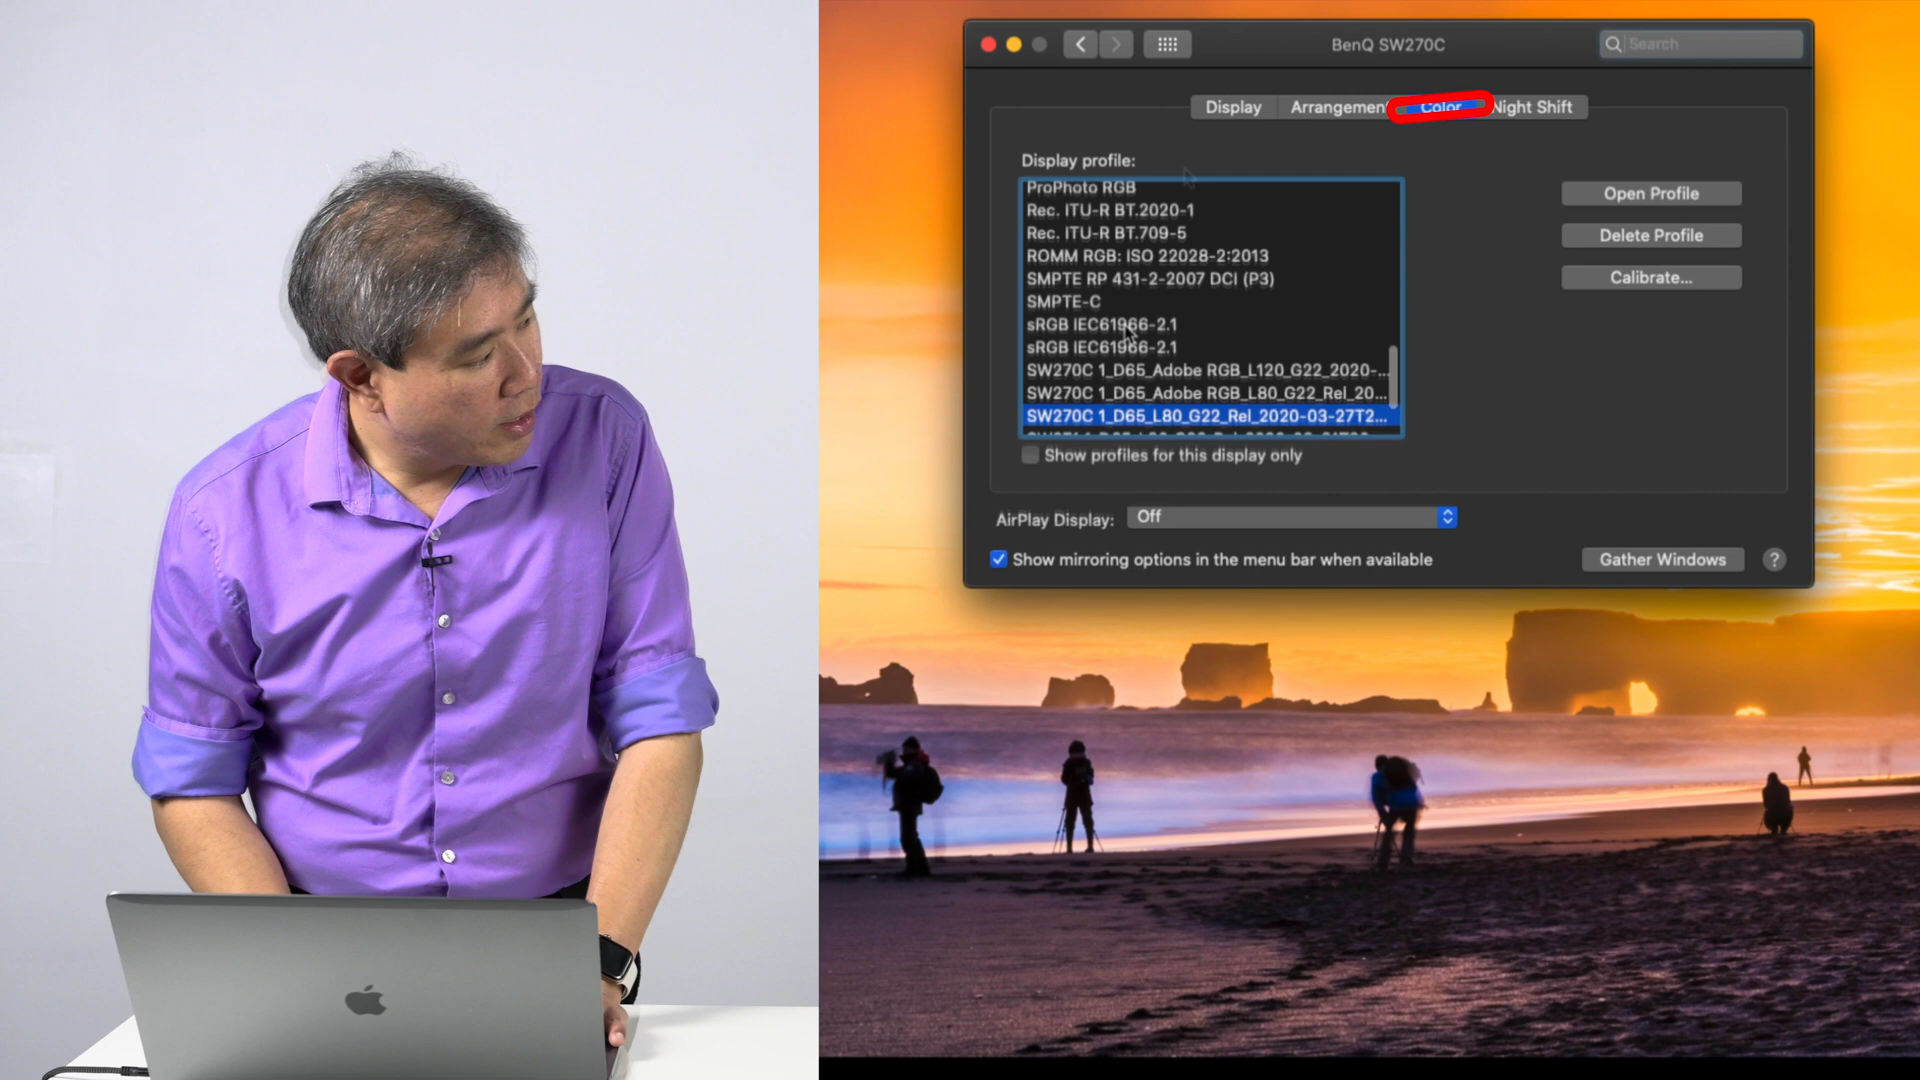 BenQ SW270C
Search
Display Arrangement Color Night Shift
Display profile:
ProPhoto RGB
Rec. ITU-R BT.2020-1
Rec. ITU-R BT.709-5
ROMM RGB: ISO 22028-2:2013
SMPTE RP 431-2-2007 DCI (P3)
SMPTE-C
sRGB IEC61966-2.1
sRGB IEC61966-2.1
SW270C 1_D65_Adobe RGB_L120_G22_2020-...
SW270C 1_D65_Adobe RGB_L80_G22_Rel_20...
SW270C 1_D65_L80_G22_Rel_2020-03-27T2...
Open Profile
Delete Profile
Calibrate...
Show profiles for this display only
AirPlay Display: Off
Show mirroring options in the menu bar when available
Gather Windows ?